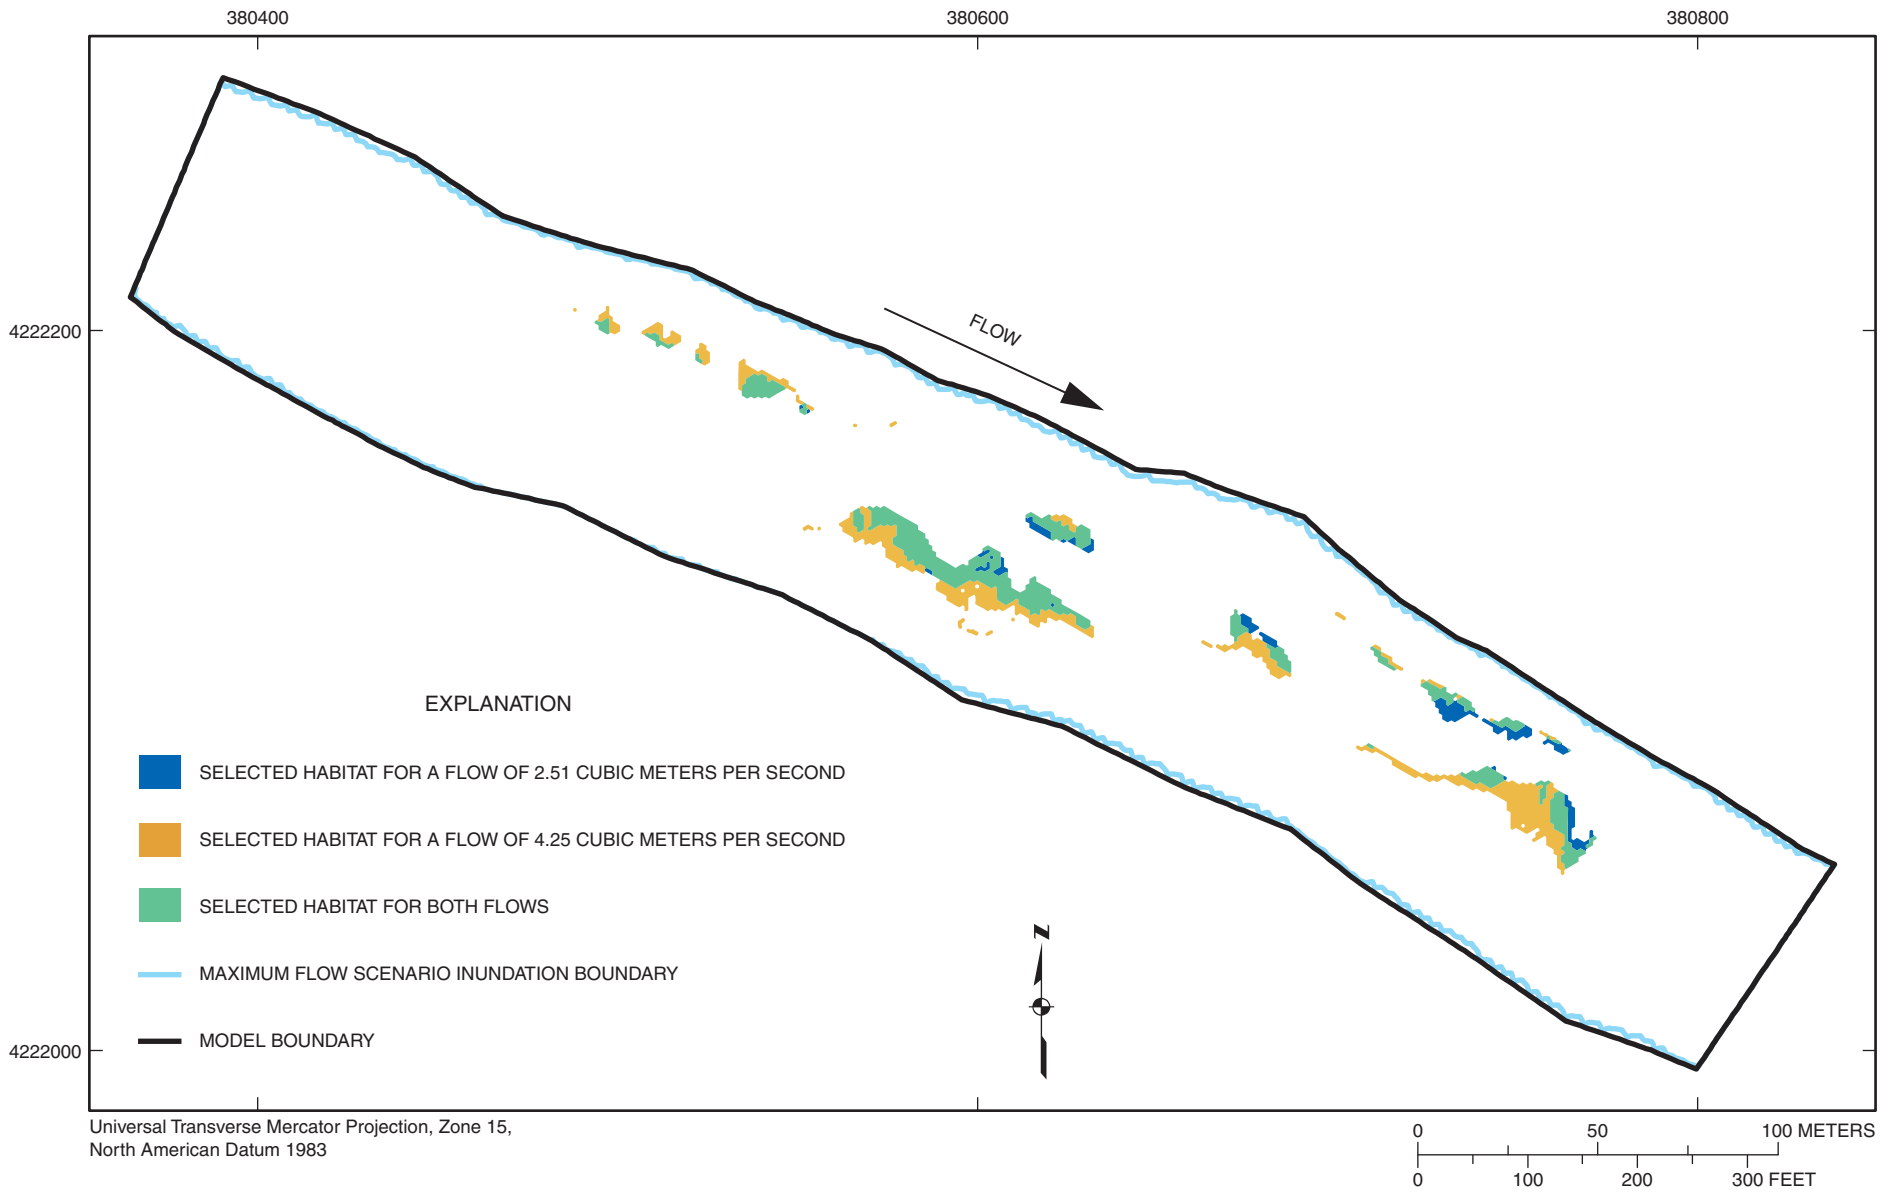 380400
380600
380800
4222200
FLOW
EXPLANATION
SELECTED HABITAT FOR A FLOW OF 2.51 CUBIC METERS PER SECOND
SELECTED HABITAT FOR A FLOW OF 4.25 CUBIC METERS PER SECOND
SELECTED HABITAT FOR BOTH FLOWS
MAXIMUM FLOW SCENARIO INUNDATION BOUNDARY
MODEL BOUNDARY
N
4222000
Universal Transverse Mercator Projection, Zone 15,
North American Datum 1983
0 50 100 METERS
0 100 200 300 FEET